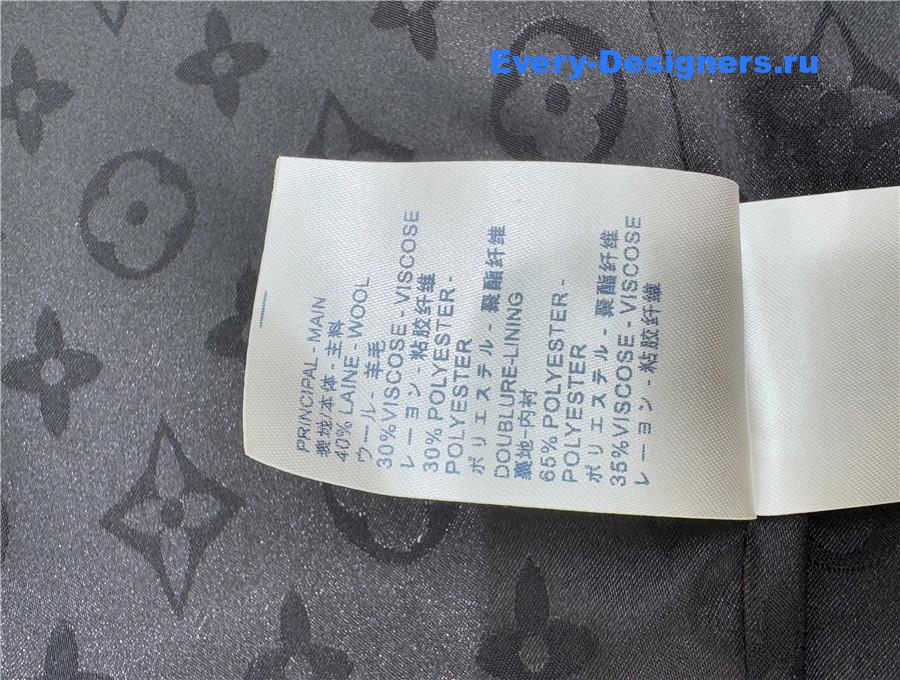 Every-Designers.ru
PRINCIPAL - MAIN
表地/本体 - 主料
40% LAINE - WOOL
ウール - 羊毛
30% VISCOSE - VISCOSE
レーヨン - 粘胶纤维
30% POLYESTER -
POLYESTER
ポリエステル - 聚酯纤维
DOUBLURE-LINING
裏地-内衬
65% POLYESTER -
POLYESTER
ポリエステル - 聚酯纤维
35% VISCOSE - VISCOSE
レーヨン - 粘胶纤维